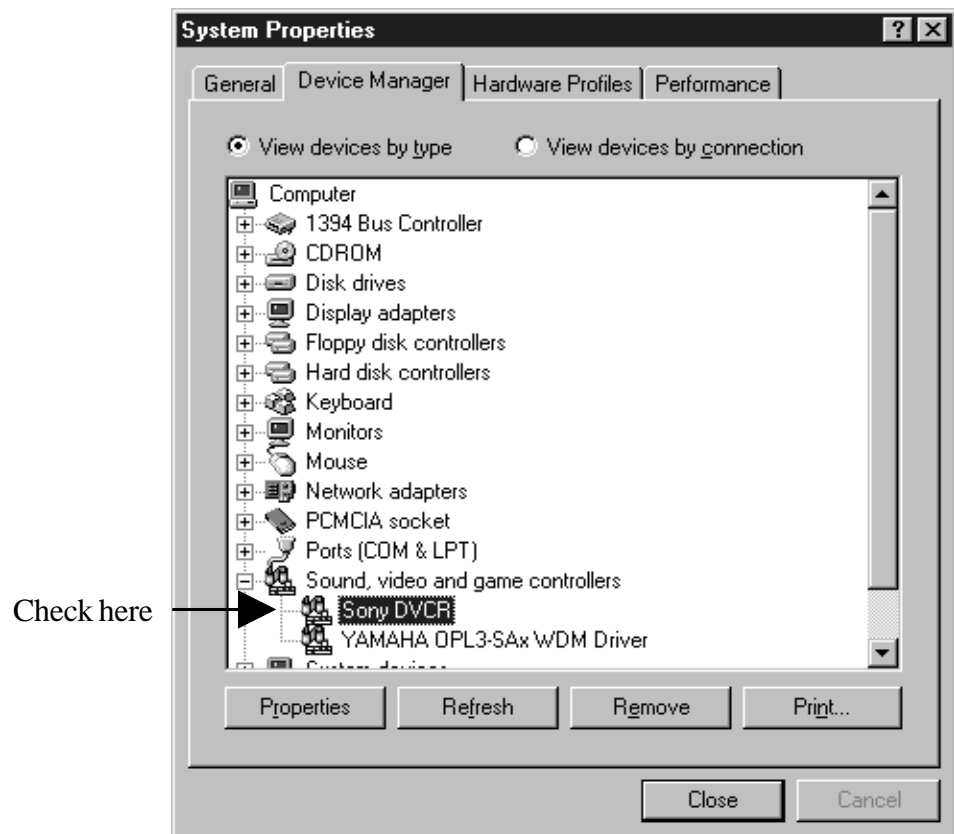 System Properties
General Device Manager Hardware Profiles Performance
View devices by type View devices by connection
Computer
1394 Bus Controller
CDROM
Disk drives
Display adapters
Floppy disk controllers
Hard disk controllers
Keyboard
Monitors
Mouse
Network adapters
PCMCIA socket
Ports (COM & LPT)
Sound, video and game controllers
Check here Sony DVCR
YAMAHA OPL3-SAx WDM Driver
System devices
Properties Refresh Remove Print...
Close Cancel